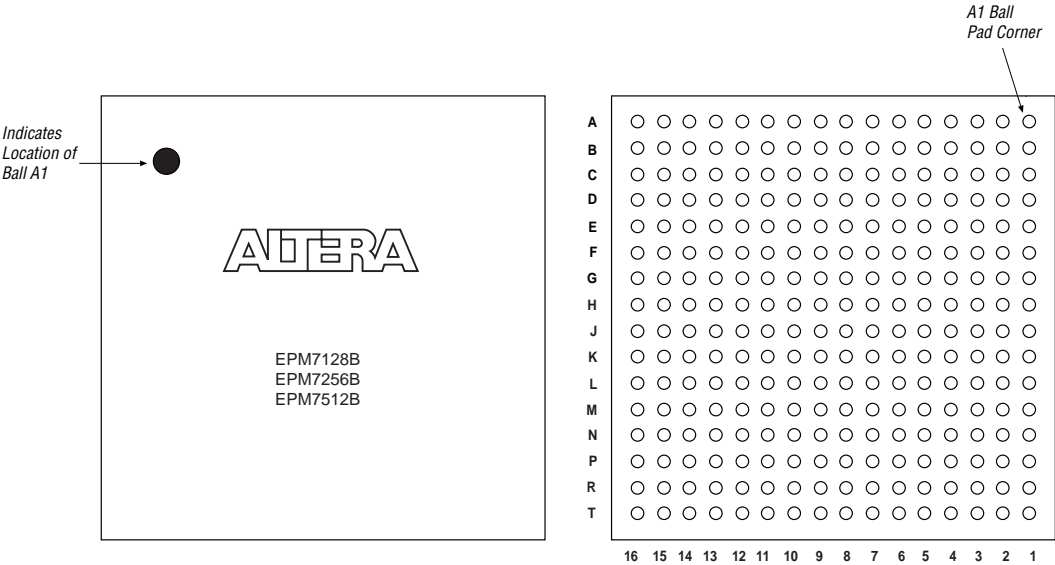 A1 Ball
Pad Corner
Indicates
Location of
Ball A1
ALTERA
EPM7128B
EPM7256B
EPM7512B
A
B
C
D
E
F
G
H
J
K
L
M
N
P
R
T
16 15 14 13 12 11 10 9 8 7 6 5 4 3 2 1